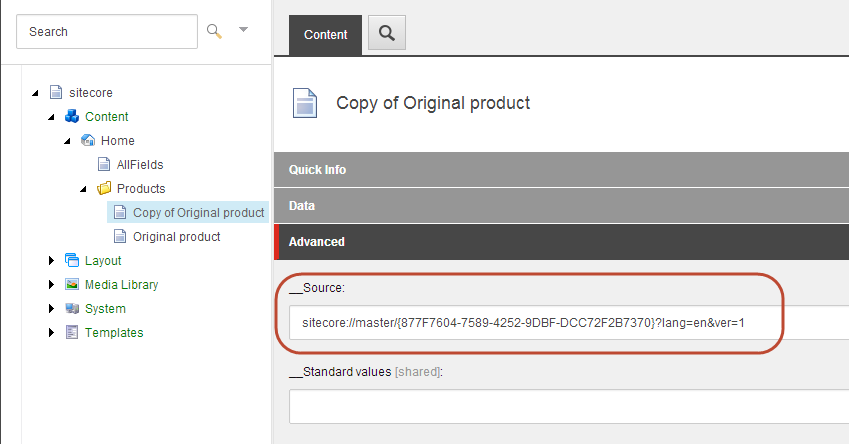 Search
sitecore
Content
Home
AllFields
Products
Copy of Original product
Original product
Layout
Media Library
System
Templates
Content
Copy of Original product
Quick Info
Data
Advanced
__Source:
sitecore://master/{877F7604-7589-4252-9DBF-DCC72F2B7370}?lang=en&ver=1
__Standard values [shared]: